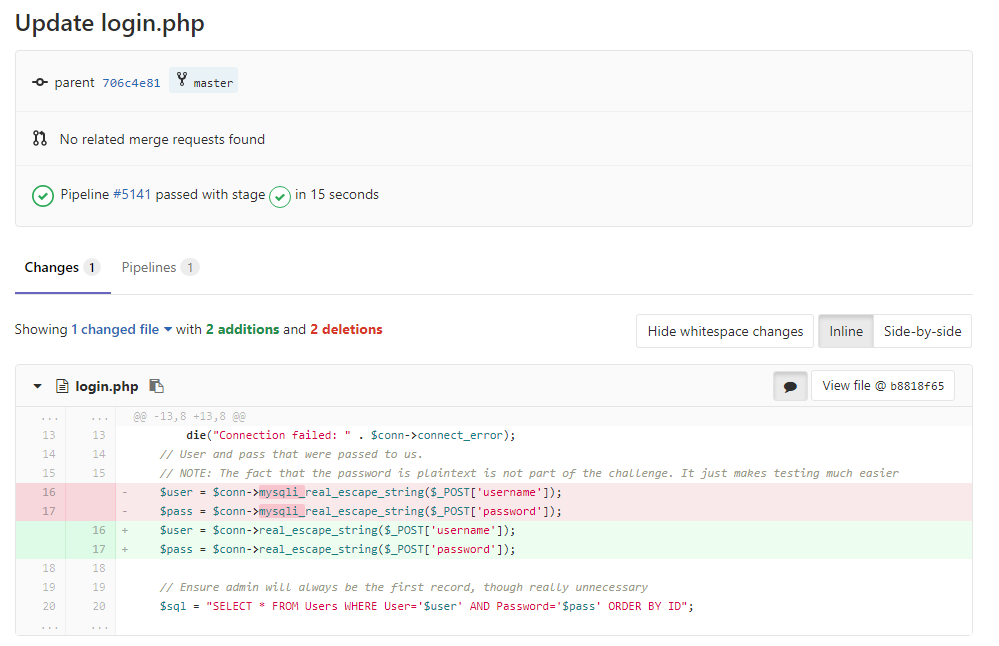 Update login.php
parent 706c4e81 master
No related merge requests found
Pipeline #5141 passed with stage in 15 seconds
Changes 1 Pipelines 1
Showing 1 changed file with 2 additions and 2 deletions
Hide whitespace changes Inline Side-by-side
login.php View file @ b8818f65
... ... @@ -13,8 +13,8 @@
13 13 die("Connection failed: " . $conn->connect_error);
14 14 // User and pass that were passed to us.
15 15 // NOTE: The fact that the password is plaintext is not part of the challenge. It just makes testing much easier
16 - $user = $conn->mysqli_real_escape_string($_POST['username']);
17 - $pass = $conn->mysqli_real_escape_string($_POST['password']);
16 + $user = $conn->real_escape_string($_POST['username']);
17 + $pass = $conn->real_escape_string($_POST['password']);
18 18
19 19 // Ensure admin will always be the first record, though really unnecessary
20 20 $sql = "SELECT * FROM Users WHERE User='$user' AND Password='$pass' ORDER BY ID";
... ...